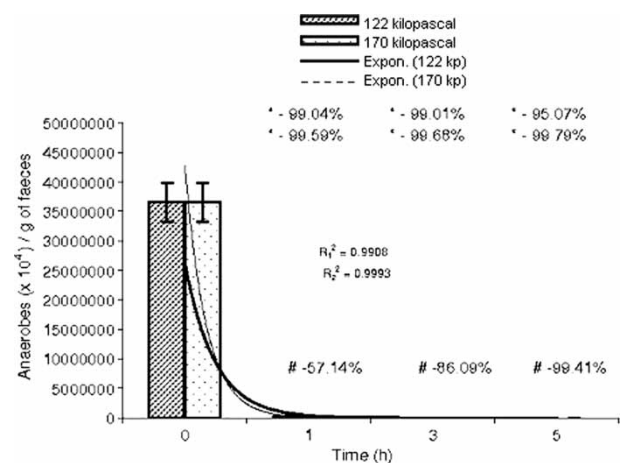 122 kilopascal
170 kilopascal
Expon. (122 kp)
Expon. (170 kp)
* - 99.04% * - 99.01% * - 95.07%
* - 99.59% * - 99.68% * - 99.79%
Anaerobes (x 10⁴) / g of faeces
50000000
45000000
40000000
35000000
30000000
25000000
20000000
15000000
10000000
5000000
0
R₁² = 0.9908
R₂² = 0.9993
# -57.14% # -86.09% # -99.41%
0 1 3 5
Time (h)